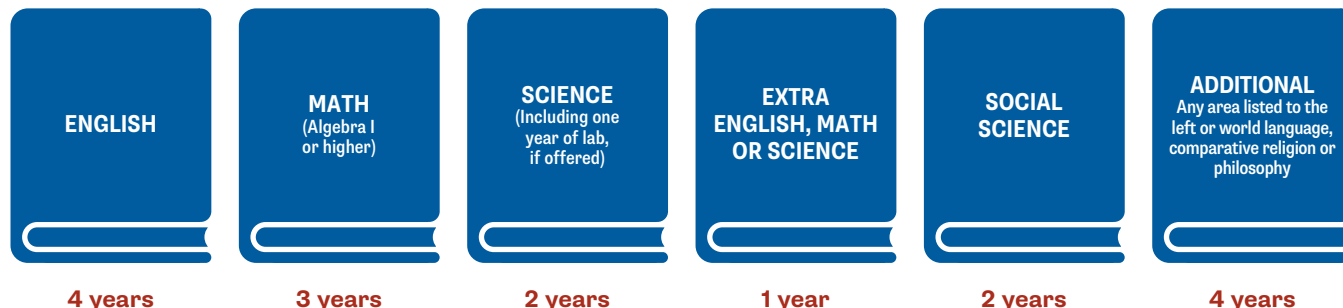 ENGLISH
4 years
MATH
(Algebra I
or higher)
3 years
SCIENCE
(Including one
year of lab,
if offered)
2 years
EXTRA
ENGLISH, MATH
OR SCIENCE
1 year
SOCIAL
SCIENCE
2 years
ADDITIONAL
Any area listed to the
left or world language,
comparative religion or
philosophy
4 years